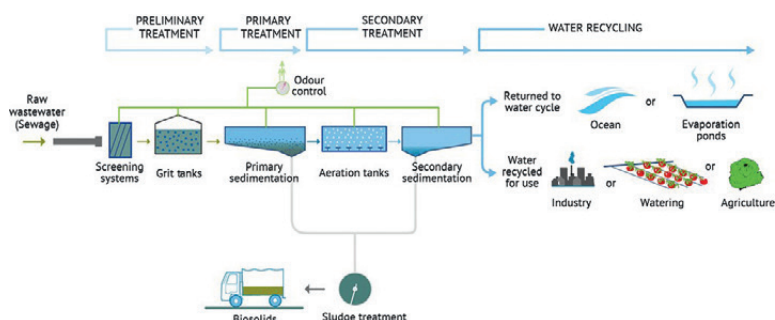 PRELIMINARY
TREATMENT
PRIMARY
TREATMENT
SECONDARY
TREATMENT
WATER RECYCLING
Odour
control
Raw
wastewater
(Sewage)
Screening
systems
Grit tanks
Primary
sedimentation
Aeration tanks
Secondary
sedimentation
Returned to
water cycle
Ocean
or
Evaporation
ponds
Water
recycled
for use
Industry
or
Watering
or
Agriculture
Biosolids
Sludge treatment